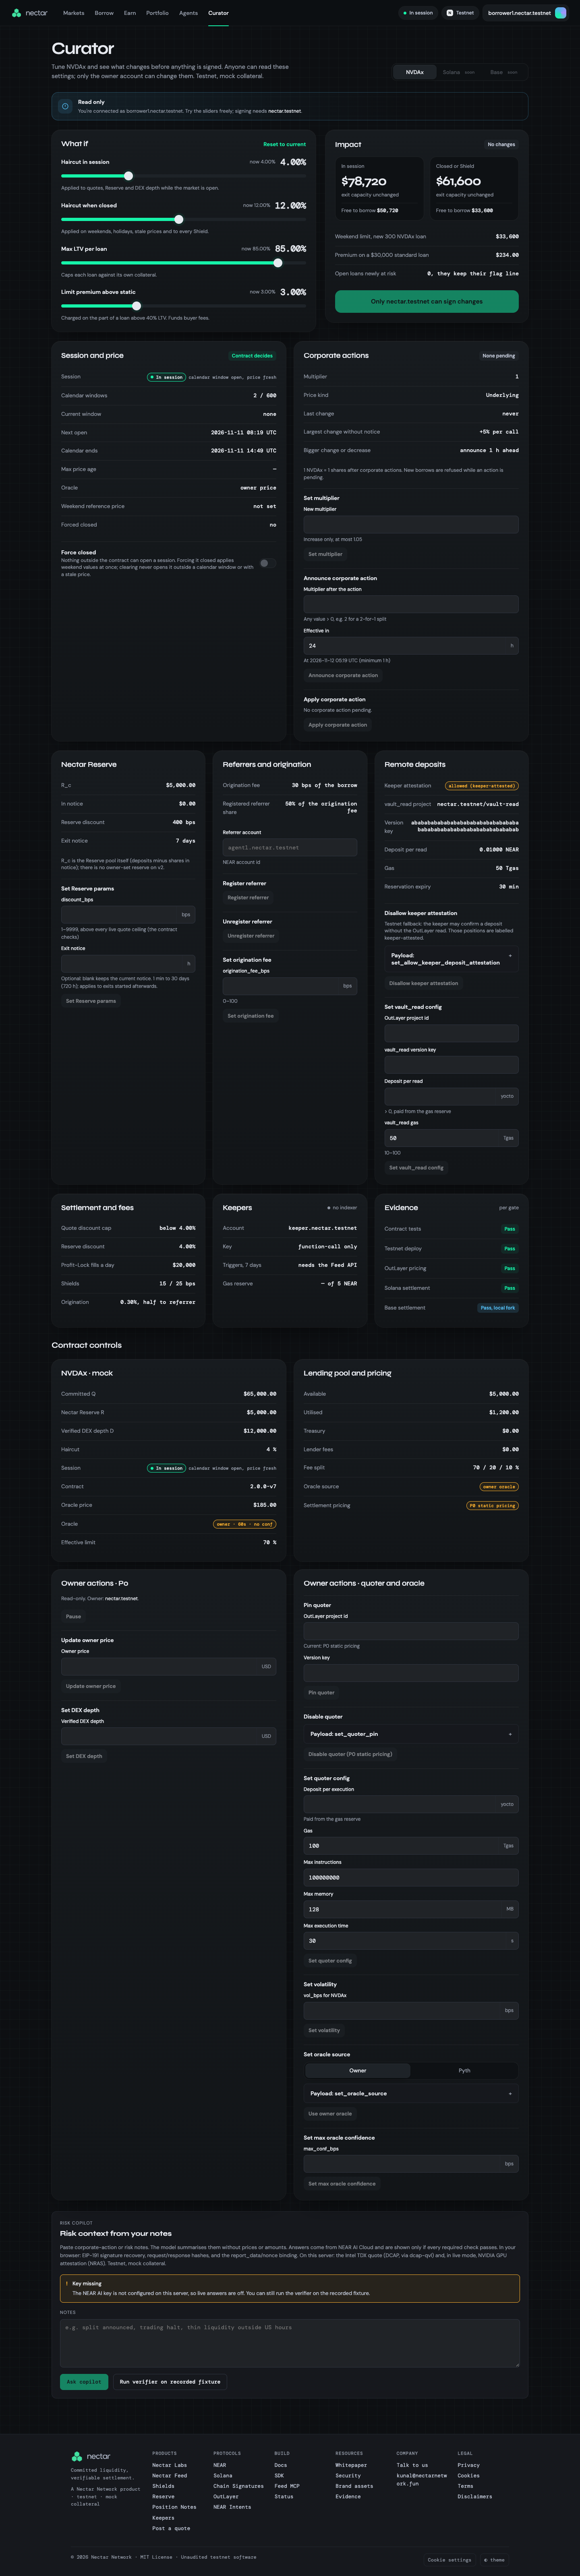 nectar
Markets
Borrow
Earn
Portfolio
Agents
Curator
In session
Testnet
borrower1.nectar.testnet
Curator
Tune NVDAx and see what changes before anything is signed. Anyone can read these
settings; only the owner account can change them. Testnet, mock collateral.
NVDAx
Solana soon
Base soon
Read only
You're connected as borrower1.nectar.testnet. Try the sliders freely; signing needs nectar.testnet.
What if
Reset to current
Haircut in session
now 4.00% 4.00%
Applied to quotes, Reserve and DEX depth while the market is open.
Haircut when closed
now 12.00% 12.00%
Applied on weekends, holidays, stale prices and to every Shield.
Max LTV per loan
now 85.00% 85.00%
Caps each loan against its own collateral.
Limit premium above static
now 3.00% 3.00%
Charged on the part of a loan above 40% LTV. Funds buyer fees.
Impact
No changes
In session
$78,720
exit capacity unchanged
Free to borrow $50,720
Closed or Shield
$61,600
exit capacity unchanged
Free to borrow $33,600
Weekend limit, new 300 NVDAx loan $33,600
Premium on a $30,000 standard loan $234.00
Open loans newly at risk 0, they keep their flag line
Only nectar.testnet can sign changes
Session and price
Contract decides
Session In session calendar window open, price fresh
Calendar windows 2 / 600
Current window none
Next open 2026-11-11 06:19 UTC
Calendar ends 2026-11-11 14:49 UTC
Max price age —
Oracle owner price
Weekend reference price not set
Forced closed no
Force closed
Nothing outside the contract can open a session. Forcing it closed applies
weekend values at once; clearing never opens it outside a calendar window or with
a stale price.
Corporate actions
None pending
Multiplier 1
Price kind Underlying
Last change never
Largest change without notice +5% per call
Bigger change or decrease announce 1 h ahead
1 NVDAx = 1 shares after corporate actions. New borrows are refused while an action is
pending.
Set multiplier
New multiplier
Increase only, at most 1.05
Set multiplier
Announce corporate action
Multiplier after the action
Any value > 0, e.g. 2 for a 2-for-1 split
Effective in
24 h
At 2026-11-12 05:19 UTC (minimum 1 h)
Announce corporate action
Apply corporate action
No corporate action pending.
Apply corporate action
Nectar Reserve
R_c $5,000.00
In notice $0.00
Reserve discount 400 bps
Exit notice 7 days
R_c is the Reserve pool itself (deposits minus shares in
notice); there is no owner-set reserve on v2.
Set Reserve params
discount_bps
bps
1–9999, above every live quote ceiling (the contract
checks)
Exit notice
h
Optional: blank keeps the current notice. 1 min to 30 days
(720 h); applies to exits started afterwards.
Set Reserve params
Referrers and origination
Origination fee 30 bps of the borrow
Registered referrer 50% of the origination
share fee
Referrer account
agent1.nectar.testnet
NEAR account id
Register referrer
Register referrer
Unregister referrer
Unregister referrer
Set origination fee
origination_fee_bps
bps
0–100
Set origination fee
Remote deposits
Keeper attestation allowed (keeper-attested)
vault_read project nectar.testnet/vault-read
Version abababababababababababababababab
key babababababababababababababababab
Deposit per read 0.01000 NEAR
Gas 50 Tgas
Reservation expiry 30 min
Disallow keeper attestation
Testnet fallback: the keeper may confirm a deposit
without the OutLayer read. Those positions are labelled
keeper-attested.
Payload: +
set_allow_keeper_deposit_attestation
Disallow keeper attestation
Set vault_read config
OutLayer project id
vault_read version key
Deposit per read
yocto
> 0, paid from the gas reserve
vault_read gas
50 Tgas
10–100
Set vault_read config
Settlement and fees
Quote discount cap below 4.00%
Reserve discount 4.00%
Profit-Lock fills a day $20,000
Shields 15 / 25 bps
Origination 0.30%, half to referrer
Keepers
no indexer
Account keeper.nectar.testnet
Key function-call only
Triggers, 7 days needs the Feed API
Gas reserve — of 5 NEAR
Evidence
per gate
Contract tests Pass
Testnet deploy Pass
OutLayer pricing Pass
Solana settlement Pass
Base settlement Pass, local fork
Contract controls
NVDAx · mock
Committed Q $65,000.00
Nectar Reserve R $5,000.00
Verified DEX depth D $12,000.00
Haircut 4 %
Session In session calendar window open, price fresh
Contract 2.0.0-v7
Oracle price $185.00
Oracle owner · 60s · no conf
Effective limit 70 %
Lending pool and pricing
Available $5,000.00
Utilised $1,200.00
Treasury $0.00
Lender fees $0.00
Fee split 70 / 20 / 10 %
Oracle source owner oracle
Settlement pricing P0 static pricing
Owner actions · P0
Read-only. Owner: nectar.testnet.
Pause
Update owner price
Owner price
USD
Update owner price
Set DEX depth
Verified DEX depth
USD
Set DEX depth
Owner actions · quoter and oracle
Pin quoter
OutLayer project id
Current: P0 static pricing
Version key
Pin quoter
Disable quoter
Payload: set_quoter_pin +
Disable quoter (P0 static pricing)
Set quoter config
Deposit per execution
yocto
Paid from the gas reserve
Gas
100 Tgas
Max instructions
100000000
Max memory
128 MB
Max execution time
30 s
Set quoter config
Set volatility
vol_bps for NVDAx
bps
Set volatility
Set oracle source
Owner
Pyth
Payload: set_oracle_source +
Use owner oracle
Set max oracle confidence
max_conf_bps
bps
Set max oracle confidence
RISK COPILOT
Risk context from your notes
Paste corporate-action or risk notes. The model summarises them without prices or amounts. Answers come from NEAR AI Cloud and are shown only if every required check passes. In your
browser: EIP-191 signature recovery, request/response hashes, and the report_data/nonce binding. On this server: the Intel TDX quote (DCAP, via dcap-qvl) and, in live mode, NVIDIA GPU
attestation (NRAS). Testnet, mock collateral.
! Key missing
The NEAR AI key is not configured on this server, so live answers are off. You can still run the verifier on the recorded fixture.
NOTES
e.g. split announced, trading halt, thin liquidity outside US hours
Ask copilot
Run verifier on recorded fixture
nectar
Committed liquidity,
verifiable settlement.
A Nectar Network product
· testnet · mock
collateral
PRODUCTS
Nectar Labs
Nectar Feed
Shields
Reserve
Position Notes
Keepers
Post a quote
PROTOCOLS
NEAR
Solana
Chain Signatures
OutLayer
NEAR Intents
BUILD
Docs
SDK
Feed MCP
Status
RESOURCES
Whitepaper
Security
Brand assets
Evidence
COMPANY
Talk to us
kunal@nectarnetw
ork.fun
LEGAL
Privacy
Cookies
Terms
Disclaimers
© 2026 Nectar Network · MIT License · Unaudited testnet software
Cookie settings
theme